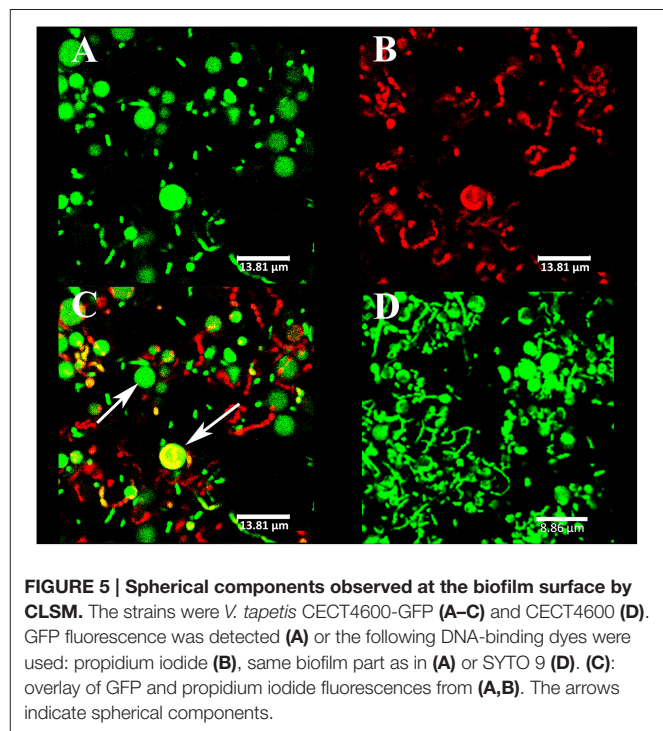 A
B
13.81 µm
13.81 µm
C
D
13.81 µm
8.86 µm
FIGURE 5 | Spherical components observed at the biofilm surface by
CLSM. The strains were V. tapetis CECT4600-GFP (A–C) and CECT4600 (D).
GFP fluorescence was detected (A) or the following DNA-binding dyes were
used: propidium iodide (B), same biofilm part as in (A) or SYTO 9 (D). (C):
overlay of GFP and propidium iodide fluorescences from (A,B). The arrows
indicate spherical components.